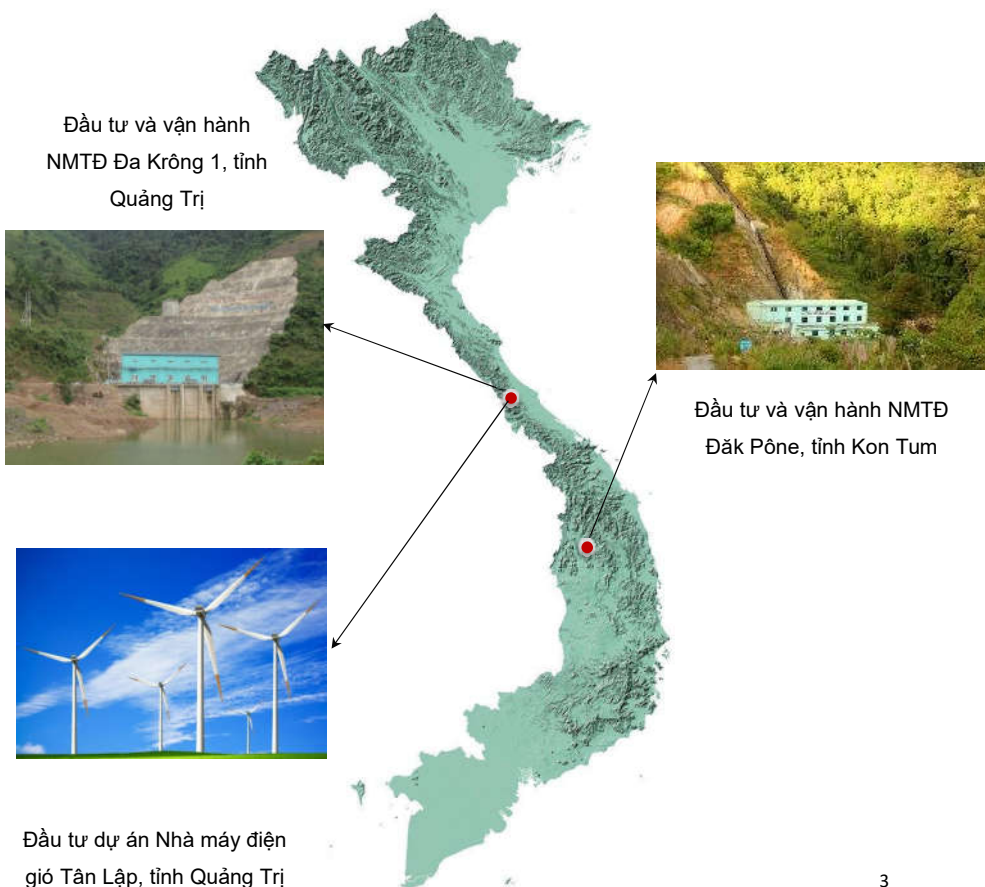 Đầu tư và vận hành
NMTĐ Đa Krông 1, tỉnh
Quảng Trị
Đầu tư và vận hành NMTĐ
Đăk Pône, tỉnh Kon Tum
Đầu tư dự án Nhà máy điện
gió Tân Lập, tỉnh Quảng Trị
3